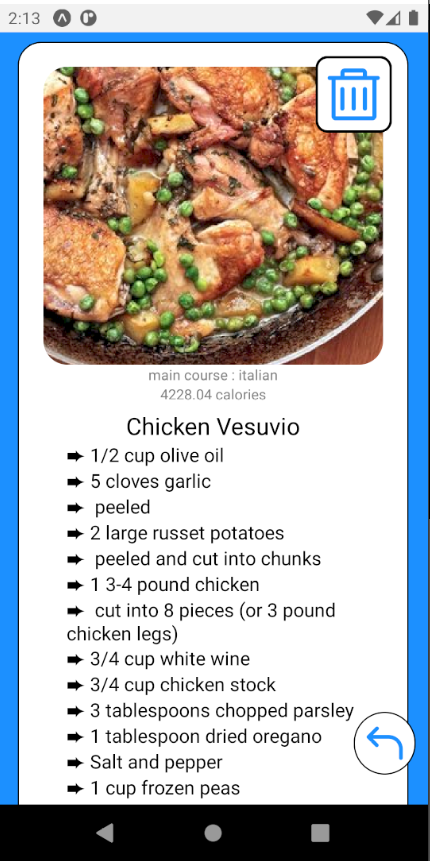 2:13
main course : italian
4228.04 calories
Chicken Vesuvio
➨ 1/2 cup olive oil
➨ 5 cloves garlic
➨  peeled
➨ 2 large russet potatoes
➨  peeled and cut into chunks
➨ 1 3-4 pound chicken
➨  cut into 8 pieces (or 3 pound
chicken legs)
➨ 3/4 cup white wine
➨ 3/4 cup chicken stock
➨ 3 tablespoons chopped parsley
➨ 1 tablespoon dried oregano
➨ Salt and pepper
➨ 1 cup frozen peas